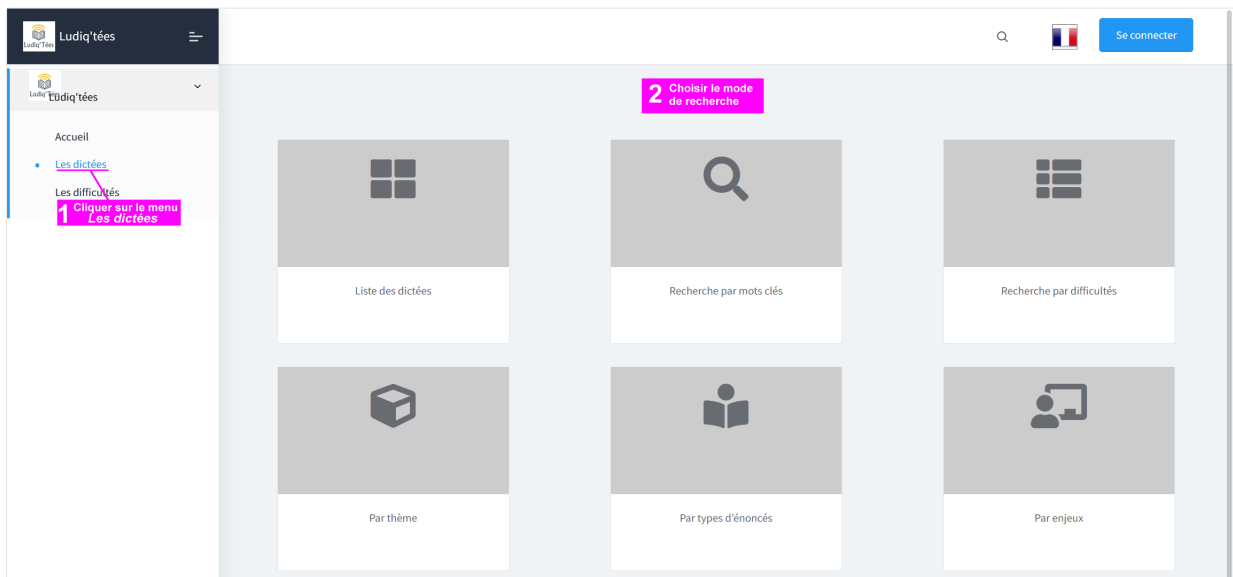 Ludiq'Tées
Ludiq'tées
Se connecter
Ludiq'tées
2 Choisir le mode
de recherche
Accueil
Les dictées
Les difficultés
1 Cliquer sur le menu
Les dictées
Liste des dictées
Recherche par mots clés
Recherche par difficultés
Par thème
Par types d'énoncés
Par enjeux